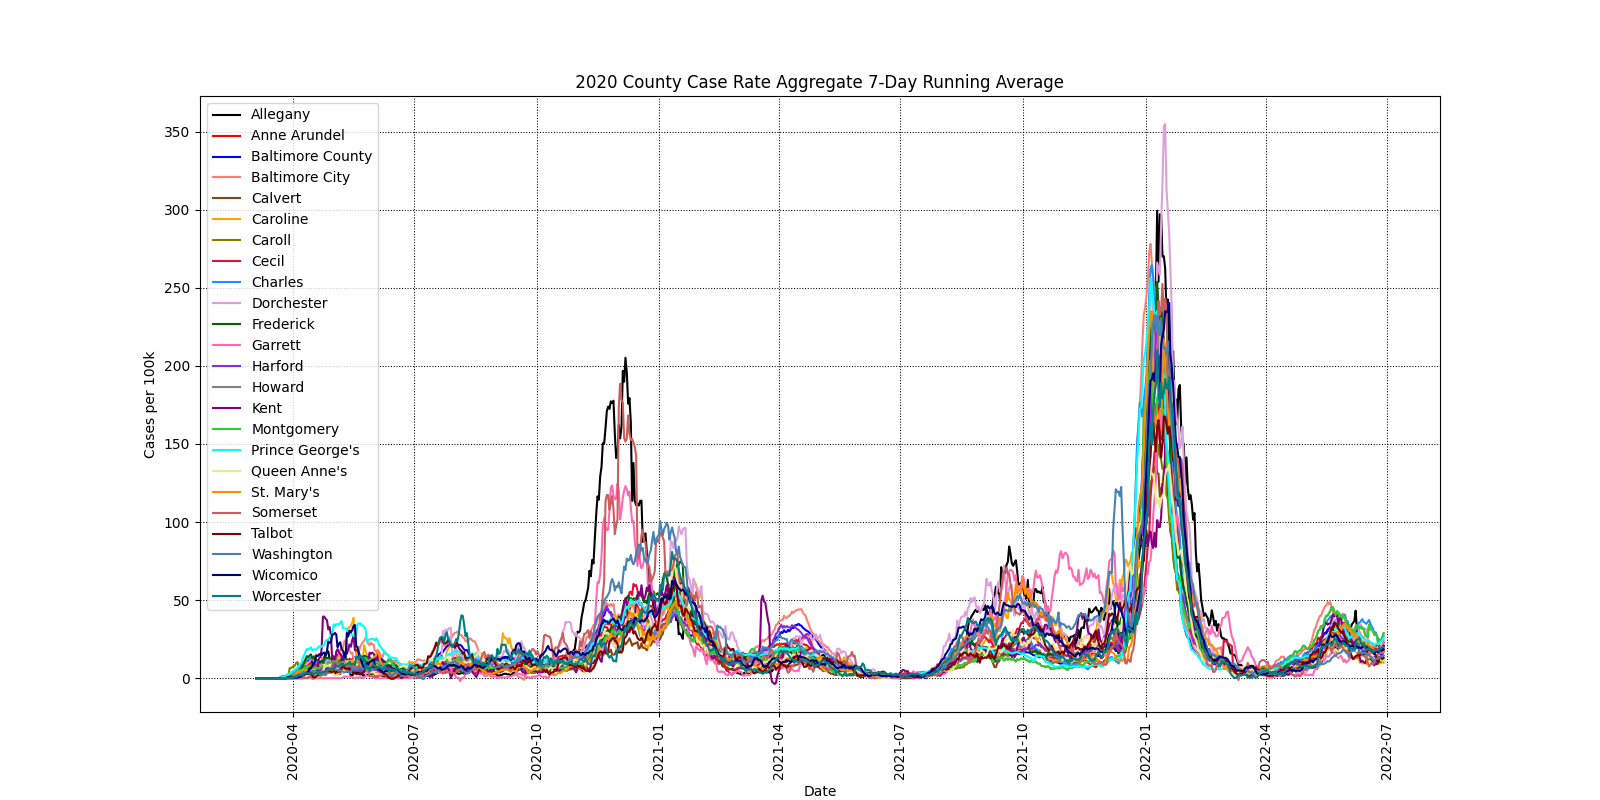 2020 County Case Rate Aggregate 7-Day Running Average
Cases per 100k
350
300
250
200
150
100
50
0
Allegany
Anne Arundel
Baltimore County
Baltimore City
Calvert
Caroline
Caroll
Cecil
Charles
Dorchester
Frederick
Garrett
Harford
Howard
Kent
Montgomery
Prince George's
Queen Anne's
St. Mary's
Somerset
Talbot
Washington
Wicomico
Worcester
2020-04
2020-07
2020-10
2021-01
2021-04
2021-07
2021-10
2022-01
2022-04
2022-07
Date